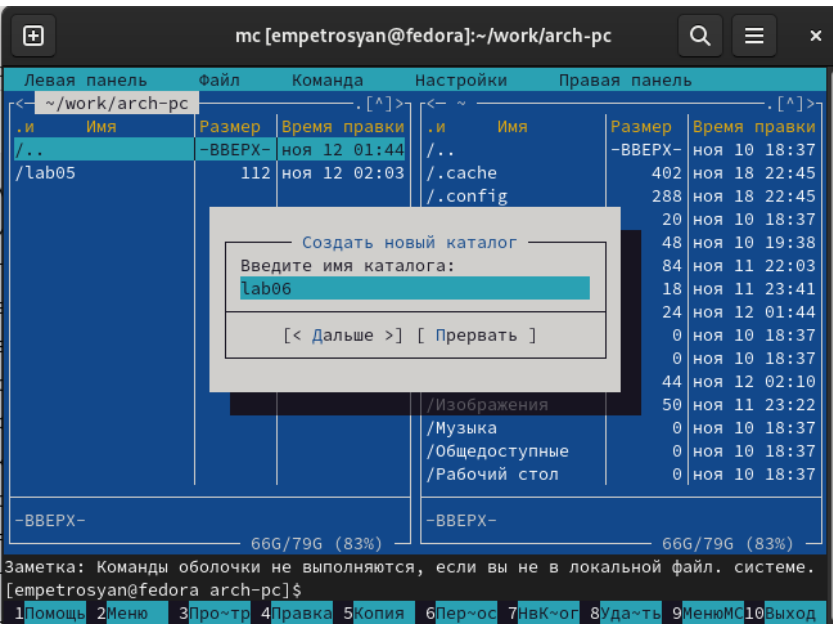 mc [empetrosyan@fedora]:~/work/arch-pc
Левая панель Файл Команда Настройки Правая панель
<─ ~/work/arch-pc .[^]> <─ ~ .[^]>
.и Имя Размер Время правки .и Имя Размер Время правки
/.. -ВВЕРХ- ноя 12 01:44 /.. -ВВЕРХ- ноя 10 18:37
/lab05 112 ноя 12 02:03 /.cache 402 ноя 18 22:45
/.config 288 ноя 18 22:45
20 ноя 10 18:37
Создать новый каталог 48 ноя 10 19:38
Введите имя каталога: 84 ноя 11 22:03
lab06 18 ноя 11 23:41
24 ноя 12 01:44
[< Дальше >] [ Прервать ] 0 ноя 10 18:37
0 ноя 10 18:37
44 ноя 12 02:10
/Изображения 50 ноя 11 23:22
/Музыка 0 ноя 10 18:37
/Общедоступные 0 ноя 10 18:37
/Рабочий стол 0 ноя 10 18:37
-ВВЕРХ- -ВВЕРХ-
66G/79G (83%) 66G/79G (83%)
Заметка: Команды оболочки не выполняются, если вы не в локальной файл. системе.
[empetrosyan@fedora arch-pc]$
1Помощь 2Меню 3Про~тр 4Правка 5Копия 6Пер~ос 7НвК~ог 8Уда~ть 9МенюМС 10Выход